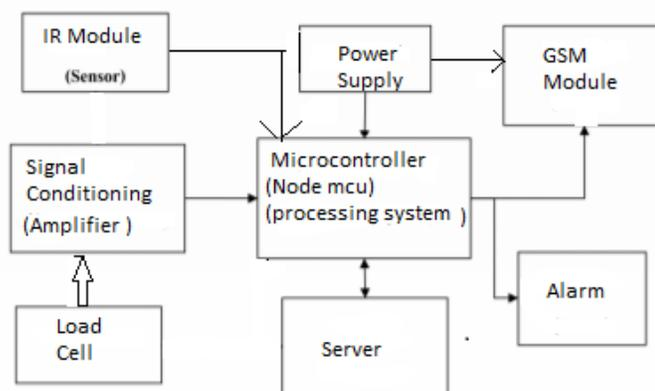 IR Module
(Sensor)
Power
Supply
GSM
Module
Signal
Conditioning
(Amplifier )
Microcontroller
(Node mcu)
(processing system )
Load
Cell
Server
Alarm